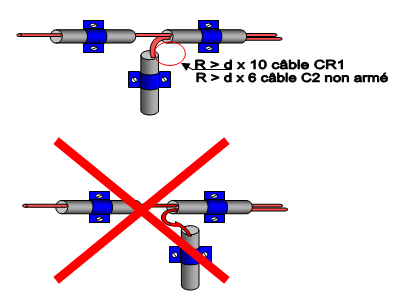 R > d x 10 câble CR1
R > d x 6 câble C2 non armé